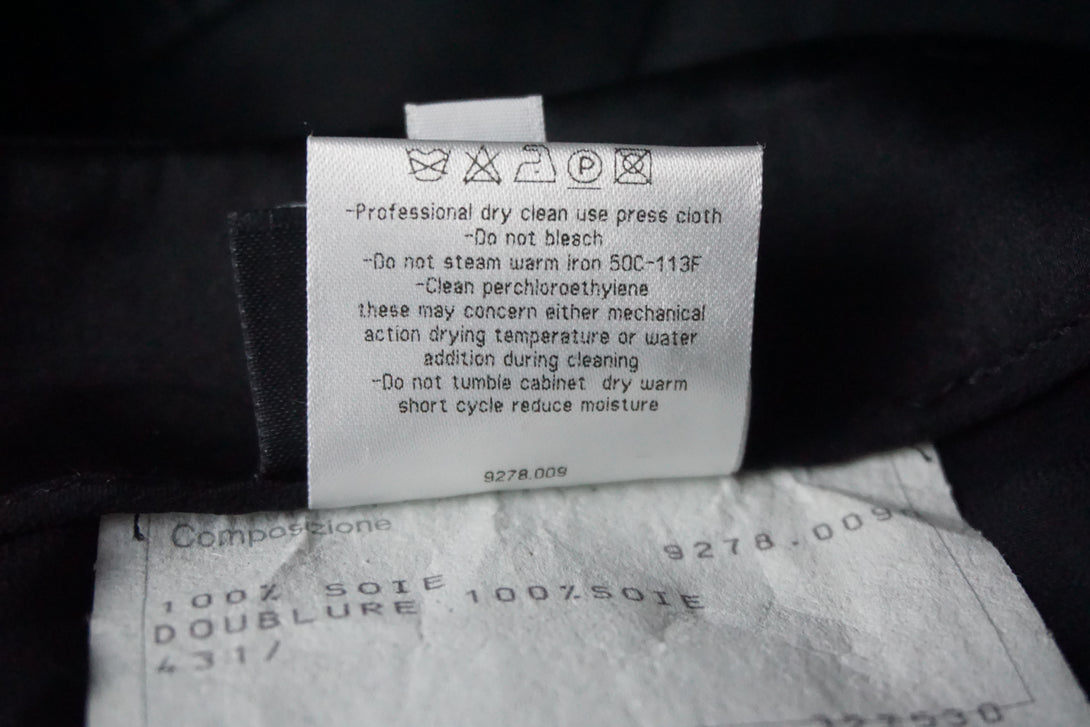 P
-Professional dry clean use press cloth
-Do not bleach
-Do not steam warm iron 50C-113F
-Clean perchloroethylene
these may concern either mechanical
action drying temperature or water
addition during cleaning
-Do not tumble cabinet dry warm
short cycle reduce moisture
9278.009
Composizione
9278.009
100% SOIE
DOUBLURE 100%SOIE
4317